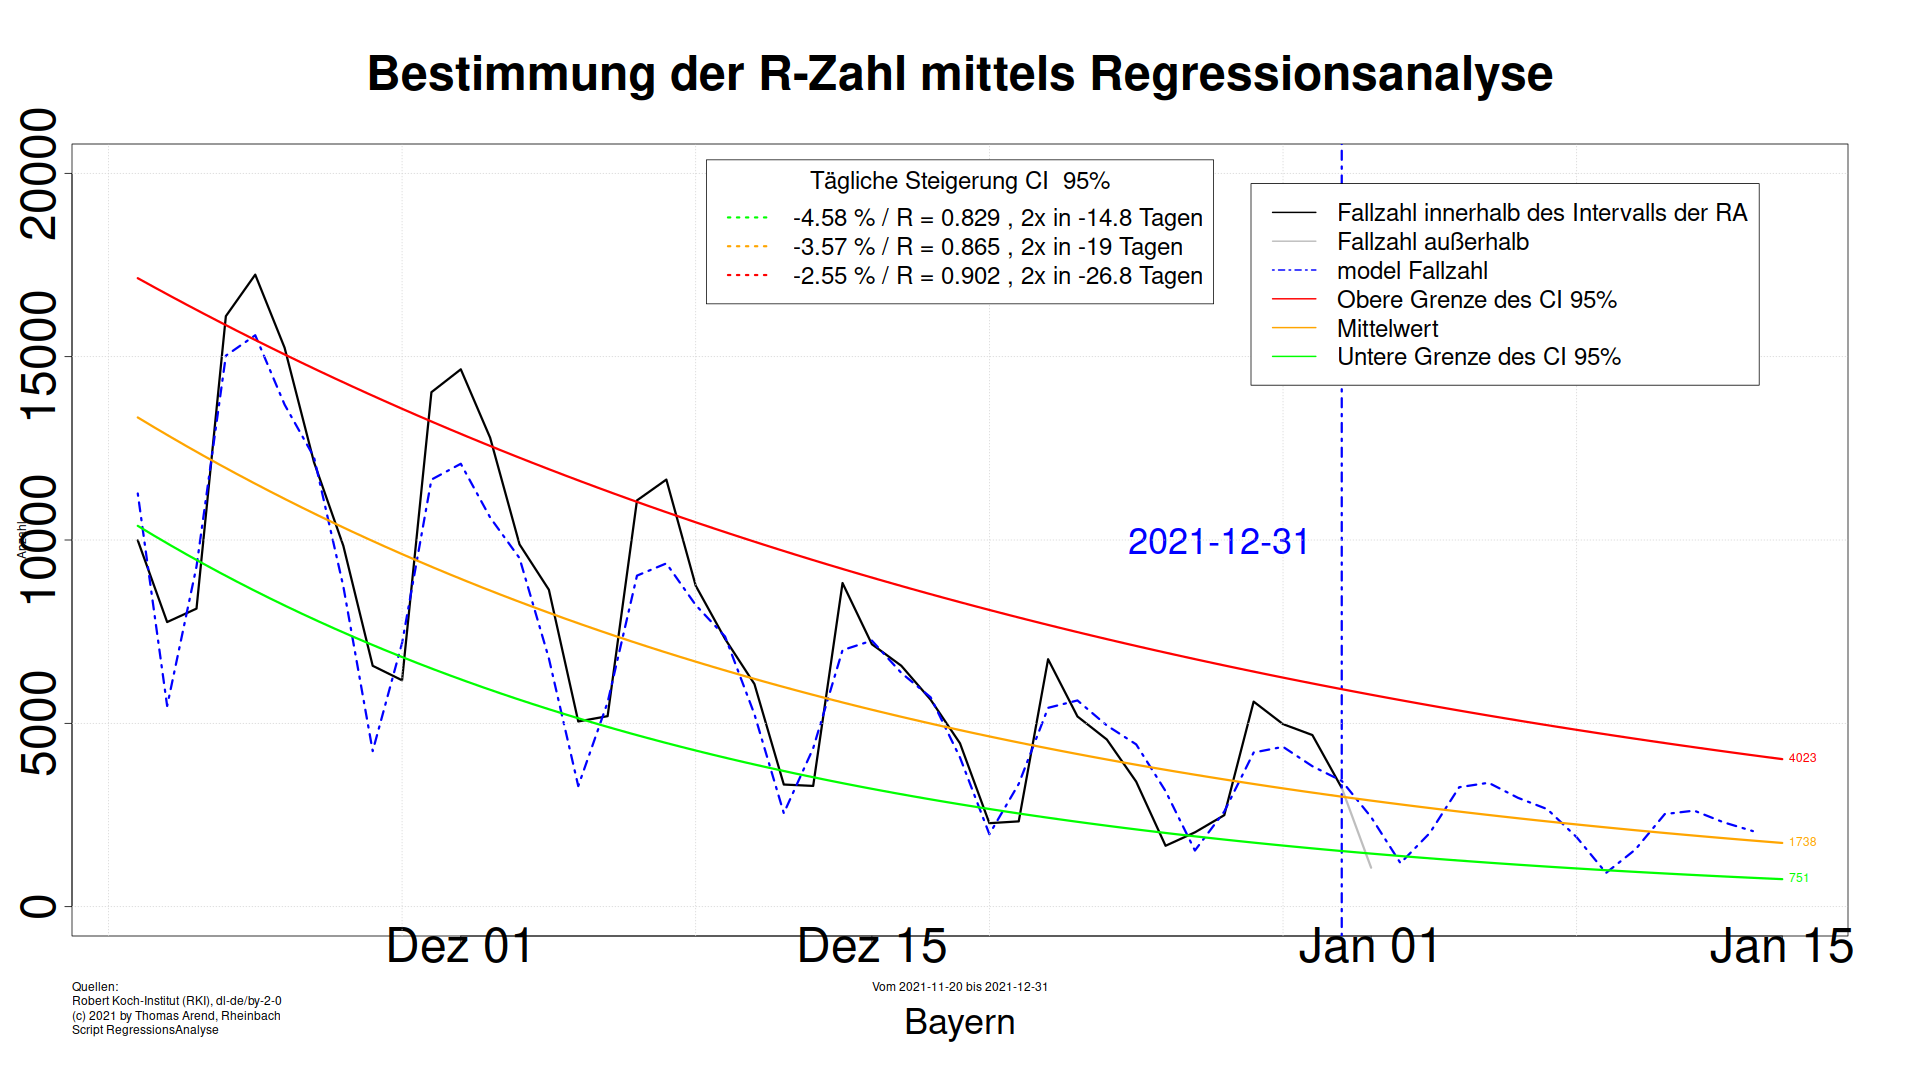 Bestimmung der R-Zahl mittels Regressionsanalyse
20000
15000
10000
5000
0
Anzahl
Tägliche Steigerung CI 95%
-4.58 % / R = 0.829 , 2x in -14.8 Tagen
-3.57 % / R = 0.865 , 2x in -19 Tagen
-2.55 % / R = 0.902 , 2x in -26.8 Tagen
Fallzahl innerhalb des Intervalls der RA
Fallzahl außerhalb
model Fallzahl
Obere Grenze des CI 95%
Mittelwert
Untere Grenze des CI 95%
2021-12-31
4023
1738
751
Dez 01
Dez 15
Jan 01
Jan 15
Quellen:
Robert Koch-Institut (RKI), dl-de/by-2-0
(c) 2021 by Thomas Arend, Rheinbach
Script RegressionsAnalyse
Vom 2021-11-20 bis 2021-12-31
Bayern